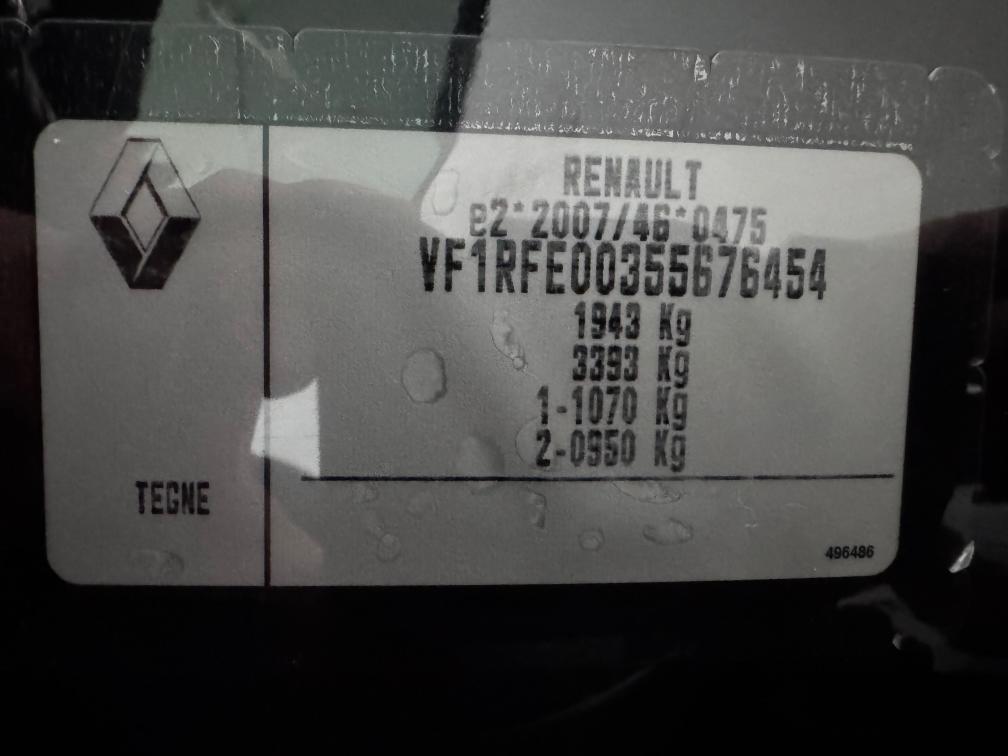 RENAULT
e2*2007/46*0475
VF1RFE00355676454
1943 Kg
3393 Kg
1-1070 Kg
2-0950 Kg
TEGNE
496486